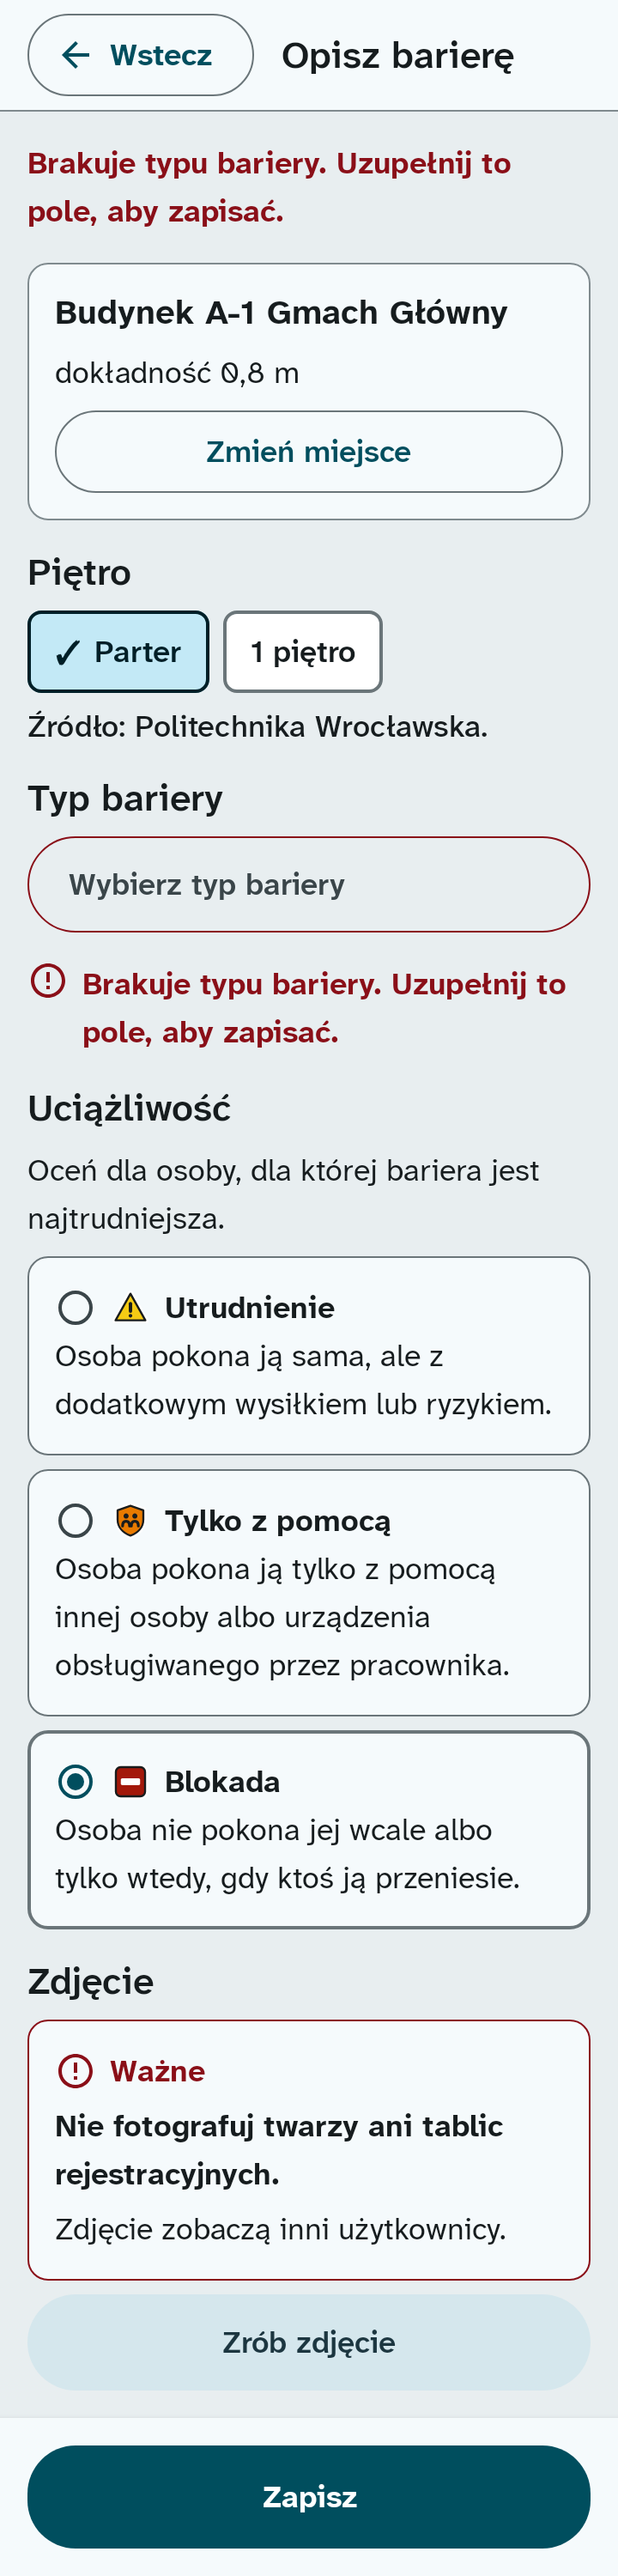 Wstecz
Opisz barierę
Brakuje typu bariery. Uzupełnij to
pole, aby zapisać.
Budynek A-1 Gmach Główny
dokładność 0,8 m
Zmień miejsce
Piętro
✓ Parter
1 piętro
Źródło: Politechnika Wrocławska.
Typ bariery
Wybierz typ bariery
Brakuje typu bariery. Uzupełnij to
pole, aby zapisać.
Uciążliwość
Oceń dla osoby, dla której bariera jest
najtrudniejsza.
Utrudnienie
Osoba pokona ją sama, ale z
dodatkowym wysiłkiem lub ryzykiem.
Tylko z pomocą
Osoba pokona ją tylko z pomocą
innej osoby albo urządzenia
obsługiwanego przez pracownika.
Blokada
Osoba nie pokona jej wcale albo
tylko wtedy, gdy ktoś ją przeniesie.
Zdjęcie
Ważne
Nie fotografuj twarzy ani tablic
rejestracyjnych.
Zdjęcie zobaczą inni użytkownicy.
Zrób zdjęcie
Zapisz